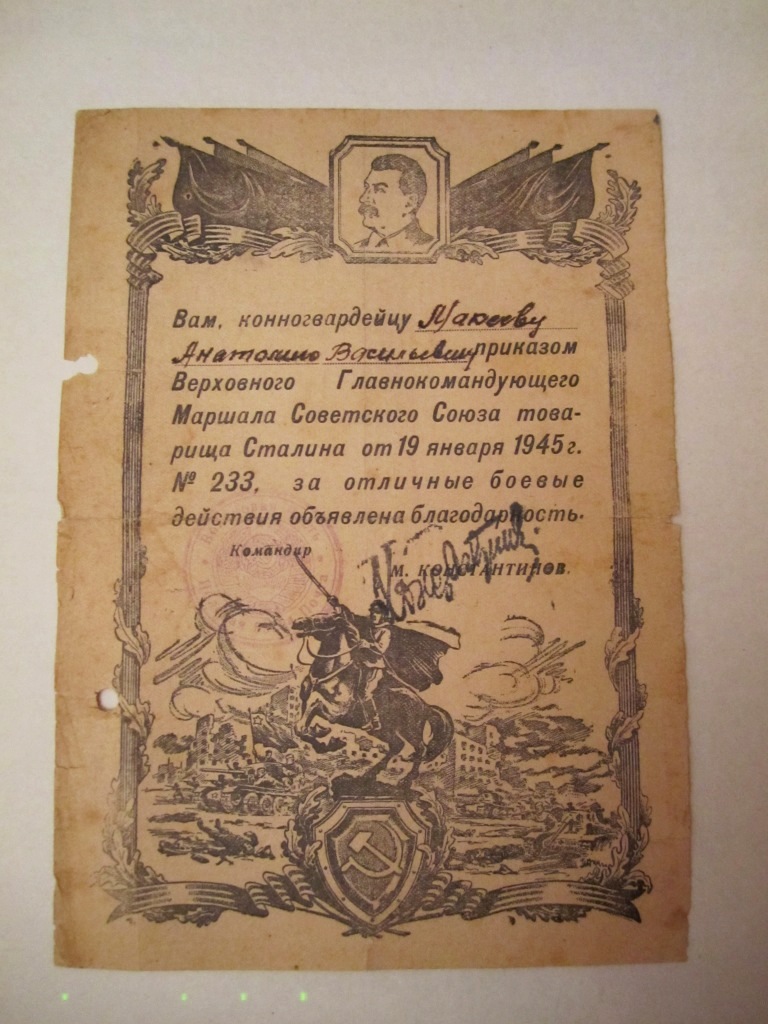 Вам, конногвардейцу Макееву
Анатолию Васильевичу приказом
Верховного Главнокомандующего
Маршала Советского Союза това-
рища Сталина от 19 января 1945 г.
№ 233, за отличные боевые
действия объявлена благодарность.
Командир
М. КОНСТАНТИНОВ.